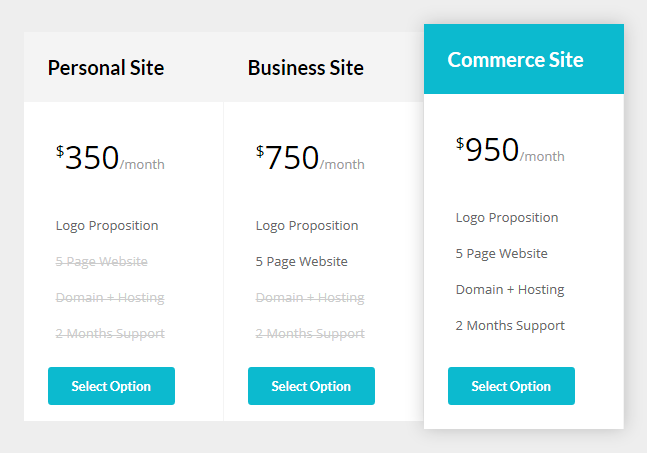 Personal Site
$350/month
Logo Proposition
5 Page Website
Domain + Hosting
2 Months Support
Select Option
Business Site
$750/month
Logo Proposition
5 Page Website
Domain + Hosting
2 Months Support
Select Option
Commerce Site
$950/month
Logo Proposition
5 Page Website
Domain + Hosting
2 Months Support
Select Option